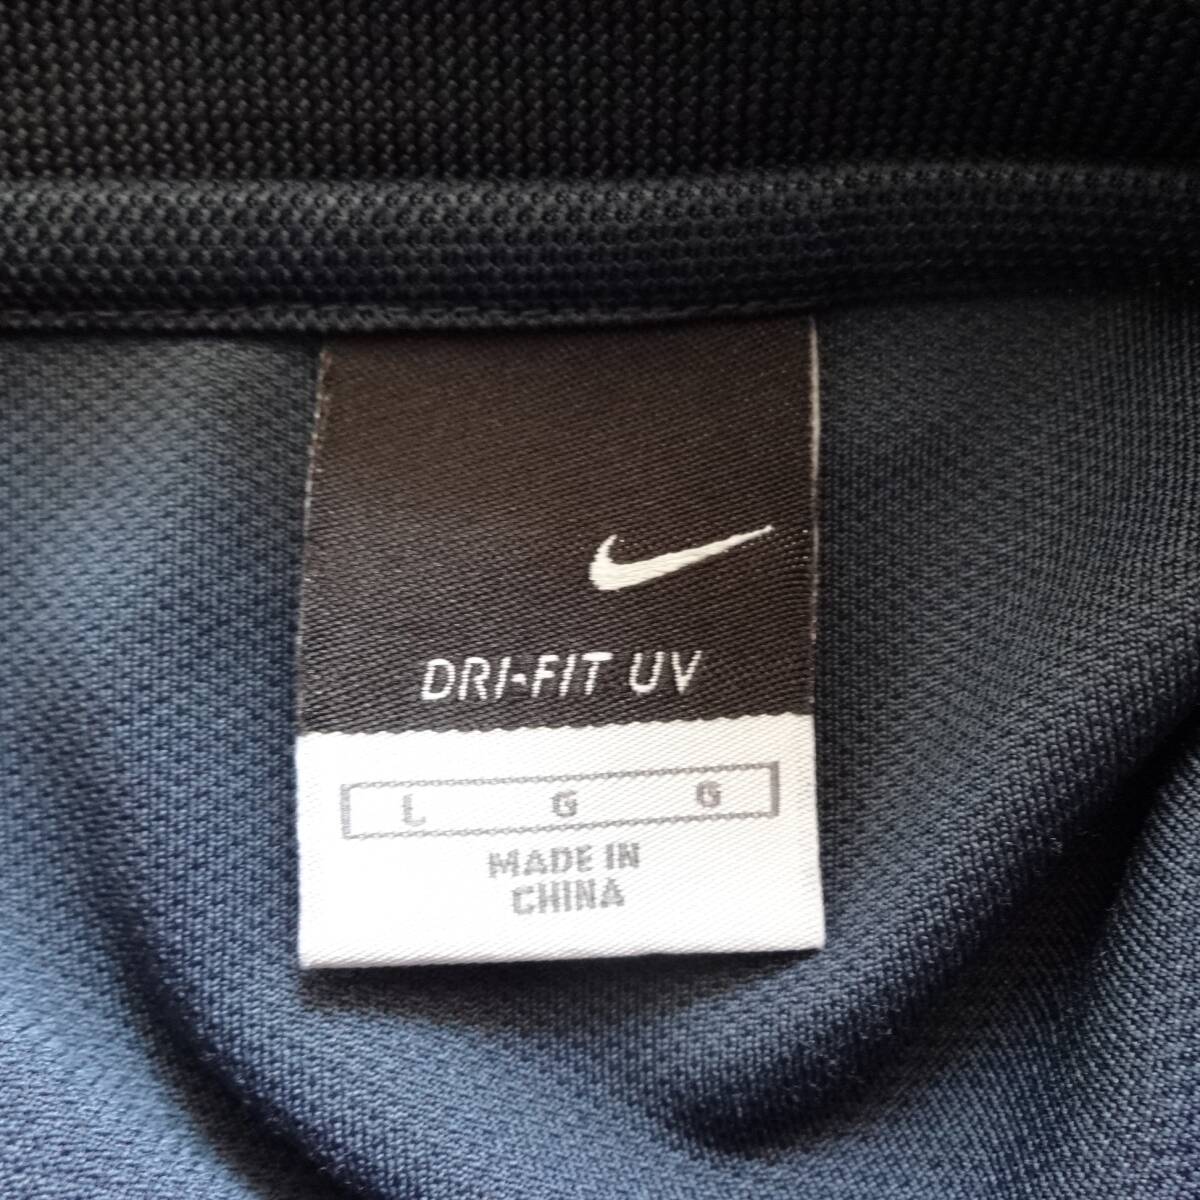 DRI-FIT UV
L G G
MADE IN
CHINA